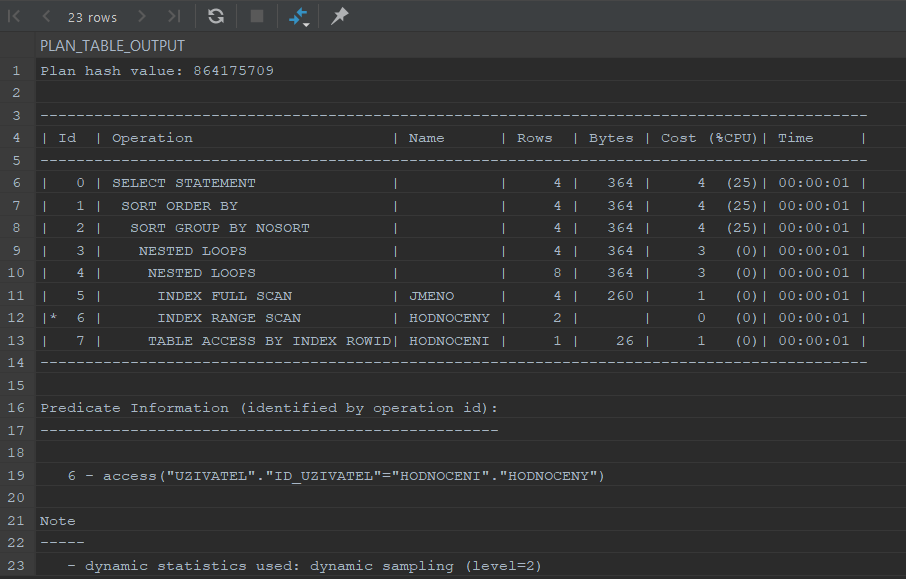 23 rows
PLAN_TABLE_OUTPUT
1 Plan hash value: 864175709
2
3 --------------------------------------------------------------------------------------------
4 | Id  | Operation                      | Name     | Rows  | Bytes | Cost (%CPU)| Time     |
5 --------------------------------------------------------------------------------------------
6 |   0 | SELECT STATEMENT               |          |     4 |   364 |     4  (25)| 00:00:01 |
7 |   1 |  SORT ORDER BY                 |          |     4 |   364 |     4  (25)| 00:00:01 |
8 |   2 |   SORT GROUP BY NOSORT         |          |     4 |   364 |     4  (25)| 00:00:01 |
9 |   3 |    NESTED LOOPS                |          |     4 |   364 |     3   (0)| 00:00:01 |
10 |   4 |     NESTED LOOPS               |          |     8 |   364 |     3   (0)| 00:00:01 |
11 |   5 |      INDEX FULL SCAN           | JMENO    |     4 |   260 |     1   (0)| 00:00:01 |
12 |*  6 |      INDEX RANGE SCAN          | HODNOCENY |     2 |       |     0   (0)| 00:00:01 |
13 |   7 |     TABLE ACCESS BY INDEX ROWID| HODNOCENI |     1 |    26 |     1   (0)| 00:00:01 |
14 --------------------------------------------------------------------------------------------
15
16 Predicate Information (identified by operation id):
17 ---------------------------------------------------
18
19    6 - access("UZIVATEL"."ID_UZIVATEL"="HODNOCENI"."HODNOCENY")
20
21 Note
22 -----
23    - dynamic statistics used: dynamic sampling (level=2)